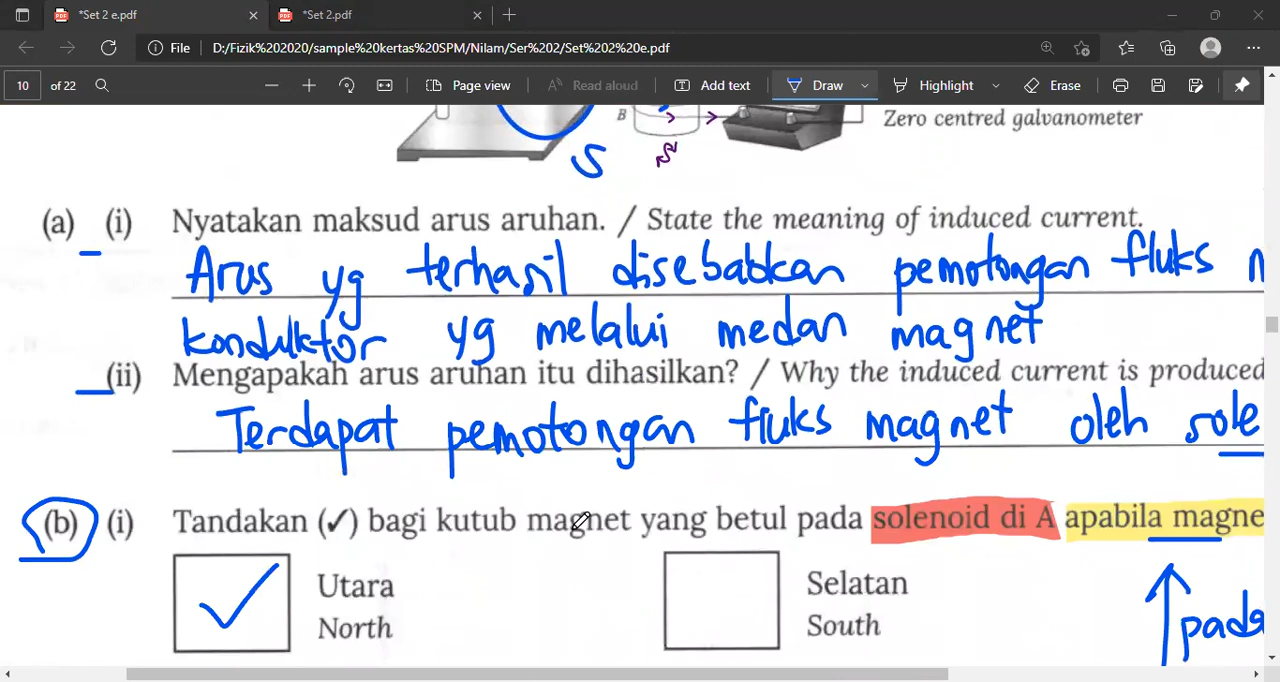 *Set 2 e.pdf
*Set 2.pdf
File D:/Fizik%202020/sample%20kertas%20SPM/Nilam/Ser%202/Set%202%20e.pdf
10 of 22 Page view Read aloud Add text Draw Highlight Erase
B
Zero centred galvanometer
S
S
(a) (i) Nyatakan maksud arus aruhan. / State the meaning of induced current.
Arus yg terhasil disebabkan pemotongan fluks
konduktor yg melalui medan magnet
(ii) Mengapakah arus aruhan itu dihasilkan? / Why the induced current is produced
Terdapat pemotongan fluks magnet oleh sole
(b) (i) Tandakan (✓) bagi kutub magnet yang betul pada solenoid di A apabila magne
✓ Utara Selatan
North South
pada